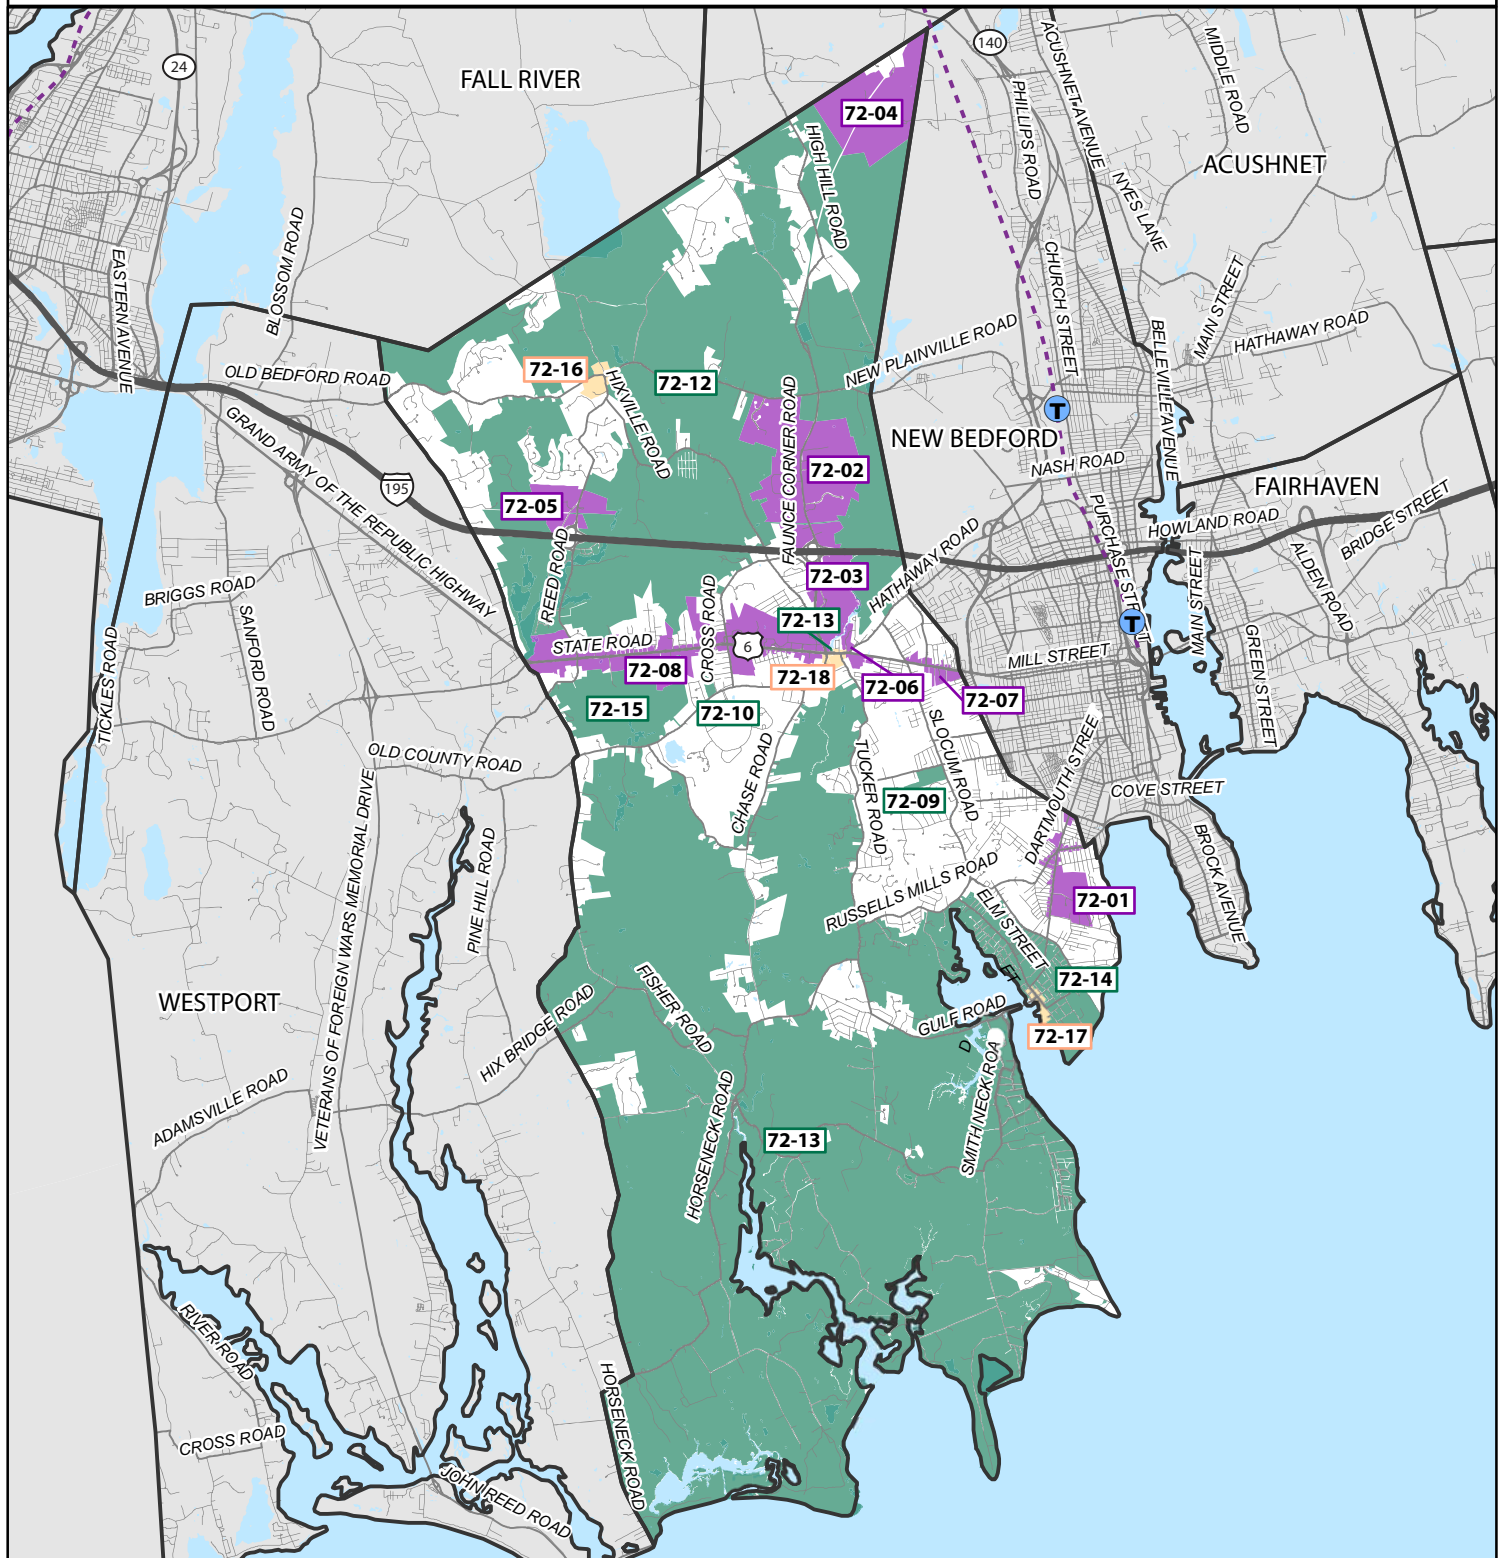 24
FALL RIVER
140
ACUSHNET AVENUE
MIDDLE ROAD
72-04
PHILLIPS ROAD
HIGH HILL ROAD
ACUSHNET
NYES LANE
BLOSSOM ROAD
EASTERN AVENUE
CHURCH STREET
MAIN STREET
HATHAWAY ROAD
BELLEVILLE AVENUE
NEW PLAINVILLE ROAD
OLD BEDFORD ROAD
72-16
HIXVILLE ROAD
72-12
FAUNCE CORNER ROAD
T
GRAND ARMY OF THE REPUBLIC HIGHWAY
NEW BEDFORD
NASH ROAD
72-02
195
FAIRHAVEN
72-05
PURCHASE STREET
HOWLAND ROAD
BRIDGE STREET
REED ROAD
HATHAWAY ROAD
ALDEN ROAD
72-03
BRIGGS ROAD
SANFORD ROAD
CROSS ROAD
MAIN STREET
72-13
T
GREEN STREET
STATE ROAD
6
MILL STREET
TICKLES ROAD
72-08
72-18
72-06
72-07
72-15
72-10
SLOCUM ROAD
OLD COUNTY ROAD
CHASE ROAD
TUCKER ROAD
DARTMOUTH STREE
COVE STREET
72-09
VETERANS OF FOREIGN WARS MEMORIAL DRIVE
PINE HILL ROAD
BROCK AVENUE
RUSSELLS MILLS ROAD
72-01
ELM STREET
ET
72-14
WESTPORT
FISHER ROAD
HIX BRIDGE ROAD
GULF ROAD
72-17
D
SMITH NECK ROA
ADAMSVILLE ROAD
HORSENECK ROAD
72-13
RIVER ROAD
HORSENECK ROAD
CROSS ROAD
JOHN REED ROAD